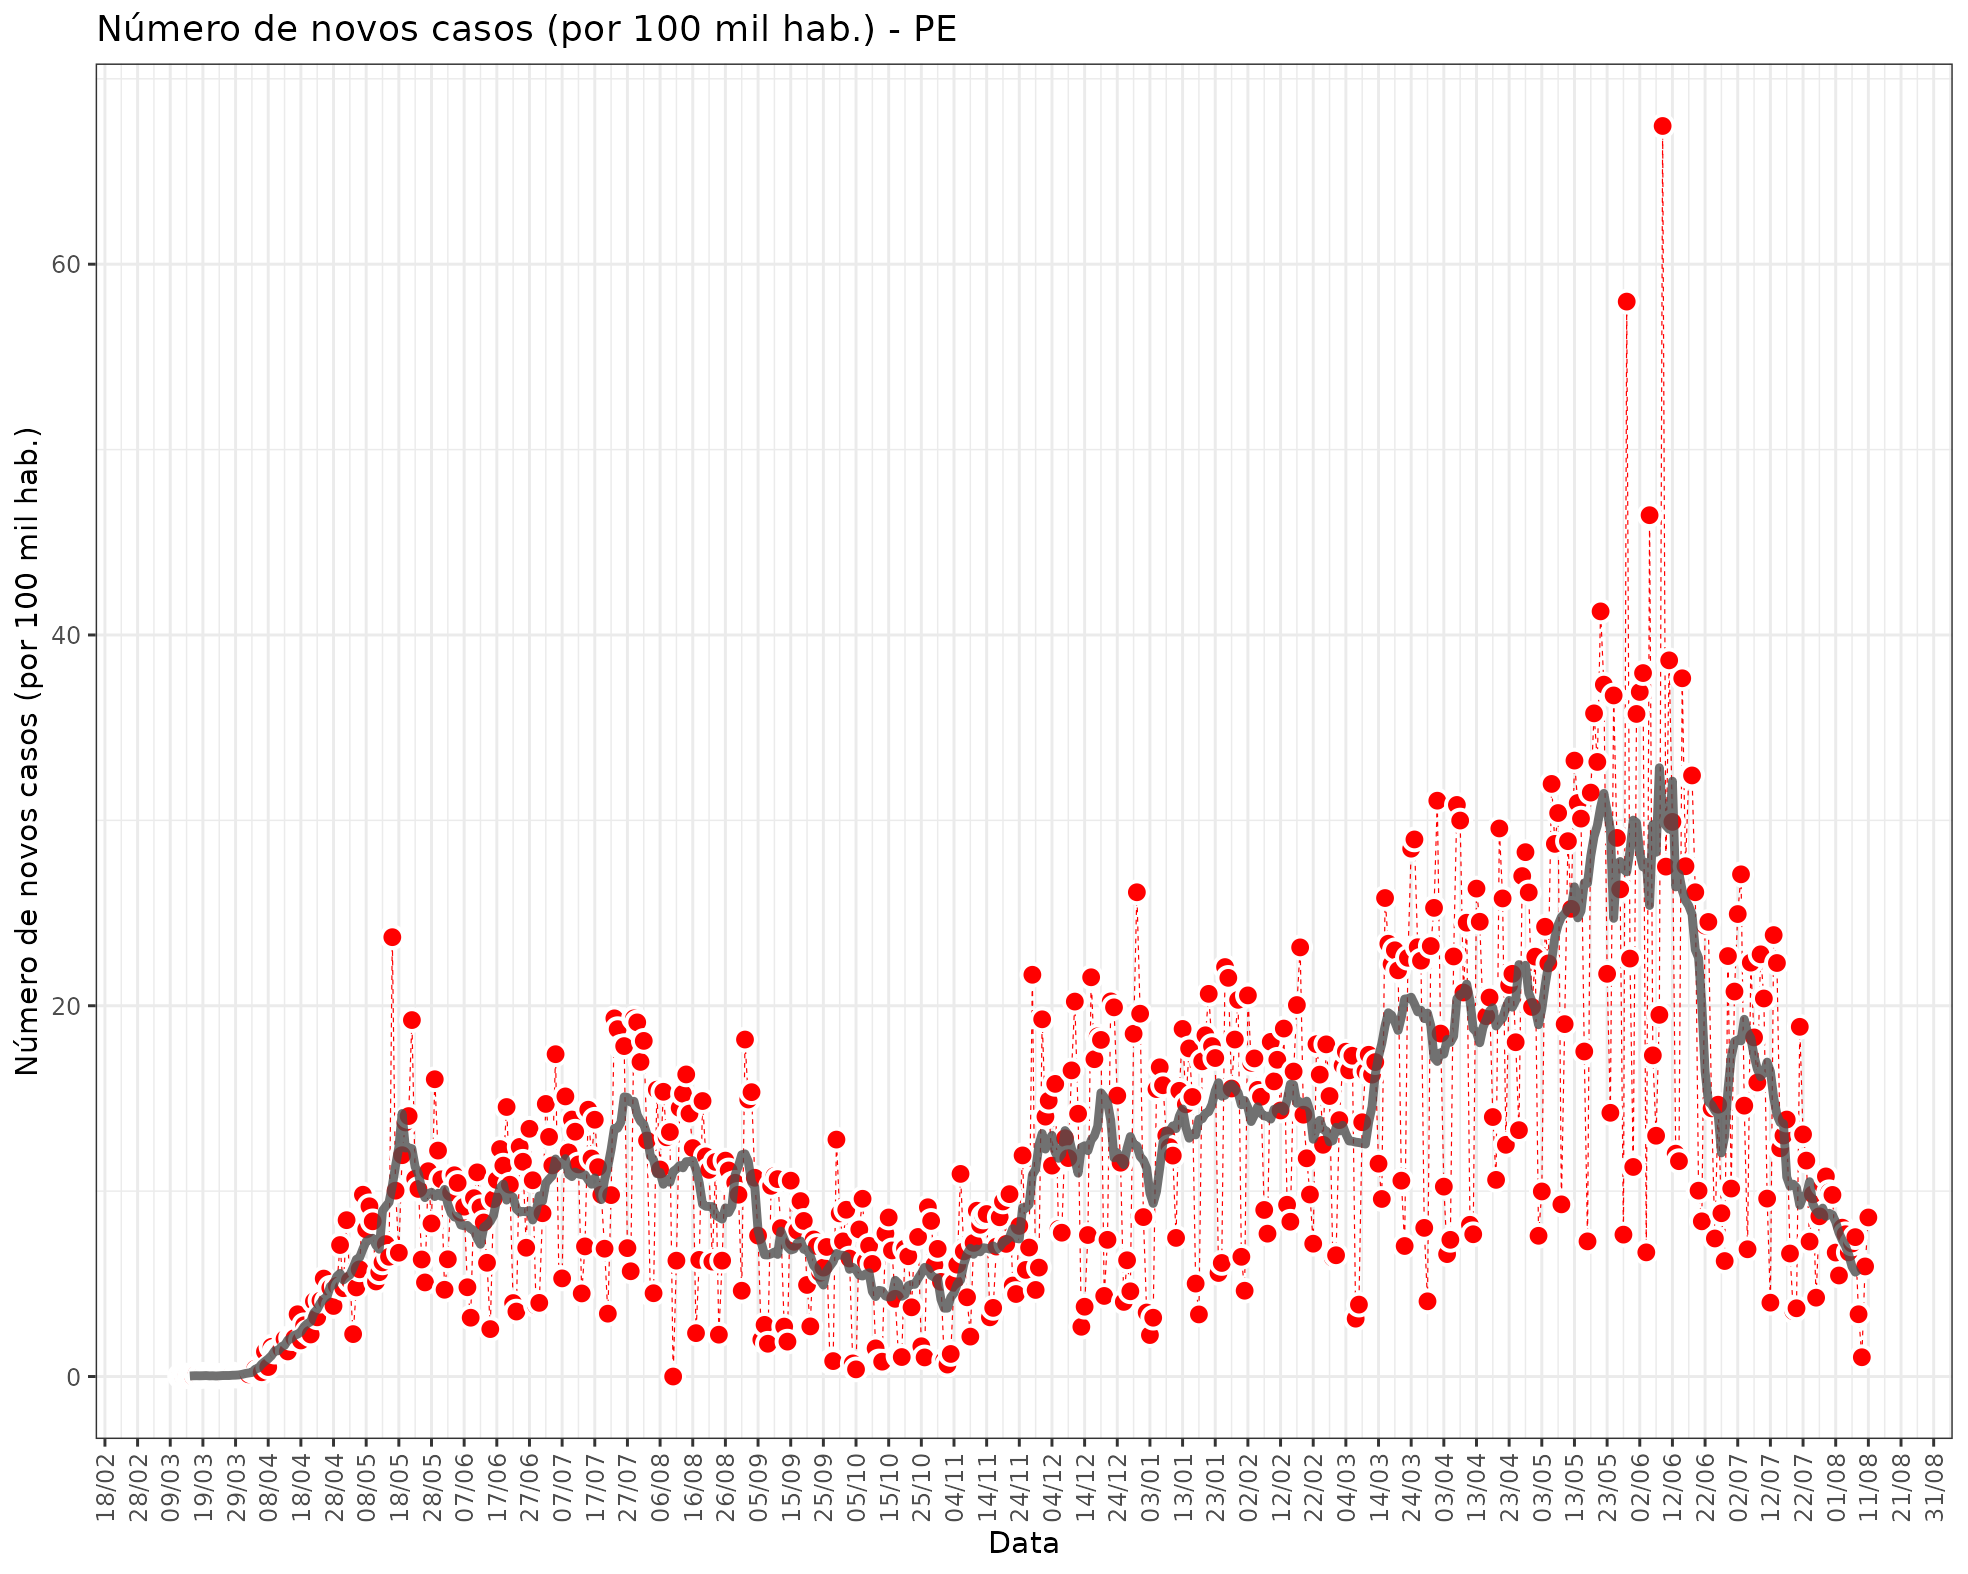 Número de novos casos (por 100 mil hab.) - PE
Número de novos casos (por 100 mil hab.)
60
40
20
0
18/02 28/02 09/03 19/03 29/03 08/04 18/04 28/04 08/05 18/05 28/05 07/06 17/06 27/06 07/07 17/07 27/07 06/08 16/08 26/08 05/09 15/09 25/09 05/10 15/10 25/10 04/11 14/11 24/11 04/12 14/12 24/12 03/01 13/01 23/01 02/02 12/02 22/02 04/03 14/03 24/03 03/04 13/04 23/04 03/05 13/05 23/05 02/06 12/06 22/06 02/07 12/07 22/07 01/08 11/08 21/08 31/08
Data